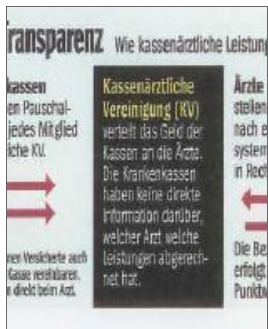 Transparenz Wie kassenärztliche Leistung
kassen
en Pauschal-
jedes Mitglied
iche KV.
nen Versicherte auch
Kasse vereinbaren.
n direkt beim Arzt.
Kassenärztliche
Vereinigung (KV)
verteilt das Geld der
Kassen an die Ärzte.
Die Krankenkassen
haben keine direkte
Information darüber,
welcher Arzt welche
Leistungen abgerech-
net hat.
Ärzte
stellen
nach e
system
in Rech
Die Be
erfolgt
Punktw